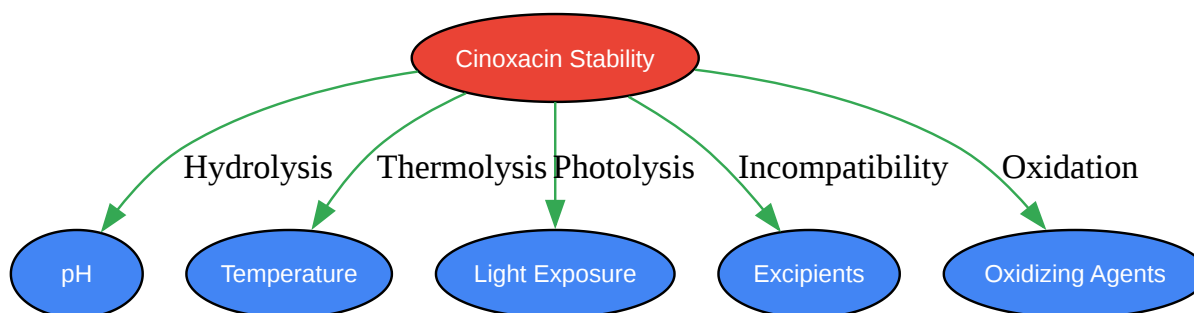 Cinoxacin Stability
Hydrolysis
Thermolysis
Photolysis
Incompatibility
Oxidation
pH
Temperature
Light Exposure
Excipients
Oxidizing Agents